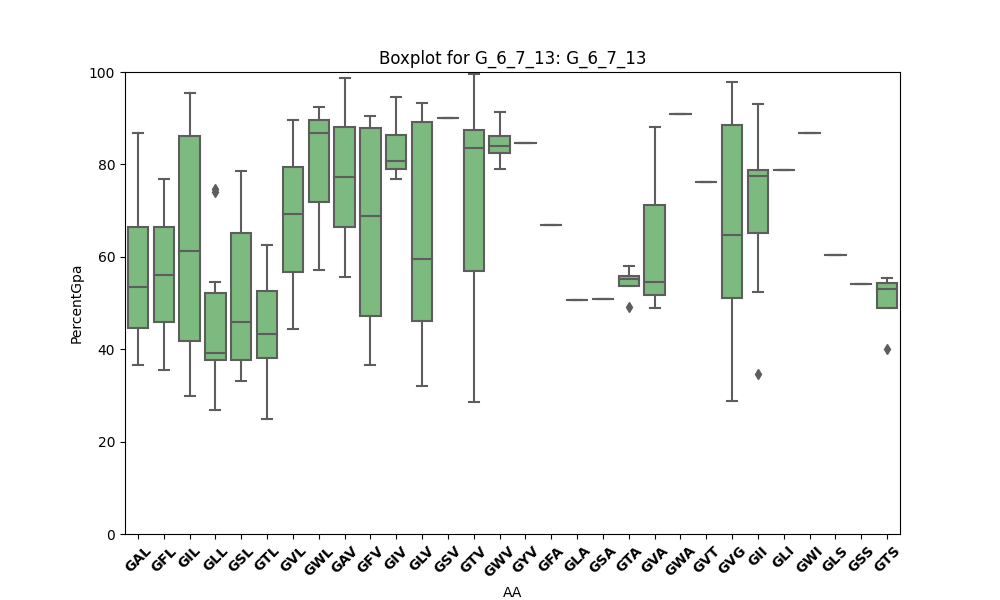 Boxplot for G_6_7_13: G_6_7_13
100
80
60
40
20
0
PercentGpa
GAL GFL GIL GLL GSL GTL GVL GWL GAV GFV GIV GLV GSV GTV GWV GYV GFA GLA GSA GTA GVA GWA GVT GVG GII GLI GWI GLS GSS GTS
AA